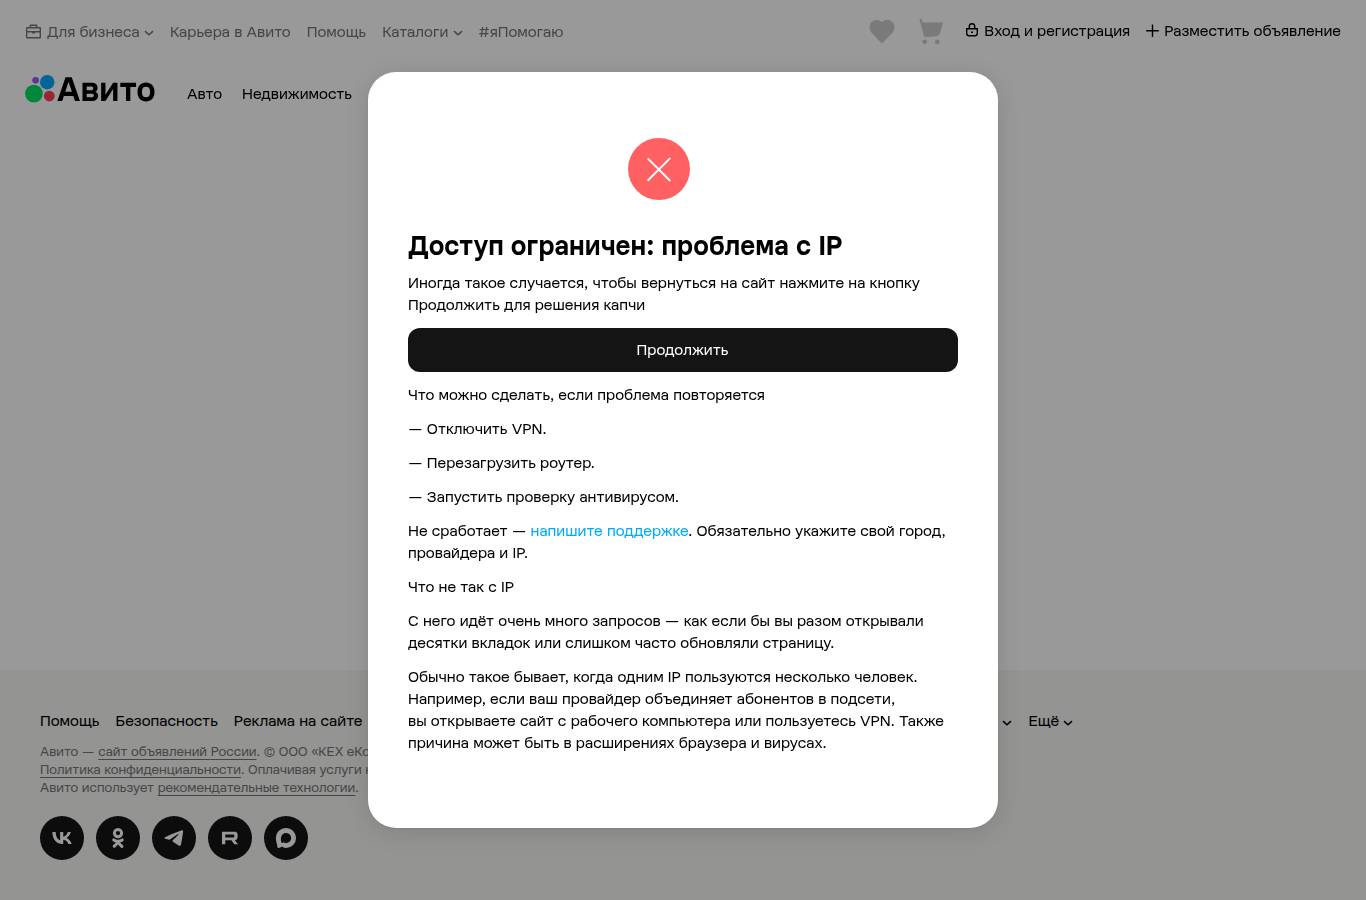 Для бизнеса
Карьера в Авито
Помощь
Каталоги
#яПомогаю
Вход и регистрация
Разместить объявление
Авито
Авто
Недвижимость
Доступ ограничен: проблема с IP
Иногда такое случается, чтобы вернуться на сайт нажмите на кнопку
Продолжить для решения капчи
Продолжить
Что можно сделать, если проблема повторяется
— Отключить VPN.
— Перезагрузить роутер.
— Запустить проверку антивирусом.
Не сработает — напишите поддержке. Обязательно укажите свой город,
провайдера и IP.
Что не так с IP
С него идёт очень много запросов — как если бы вы разом открывали
десятки вкладок или слишком часто обновляли страницу.
Обычно такое бывает, когда одним IP пользуются несколько человек.
Например, если ваш провайдер объединяет абонентов в подсети,
вы открываете сайт с рабочего компьютера или пользуетесь VPN. Также
причина может быть в расширениях браузера и вирусах.
Помощь
Безопасность
Реклама на сайте
Ещё
Авито — сайт объявлений России. © ООО «КЕХ
Политика конфиденциальности. Оплачивая услуги
Авито использует рекомендательные технологии.